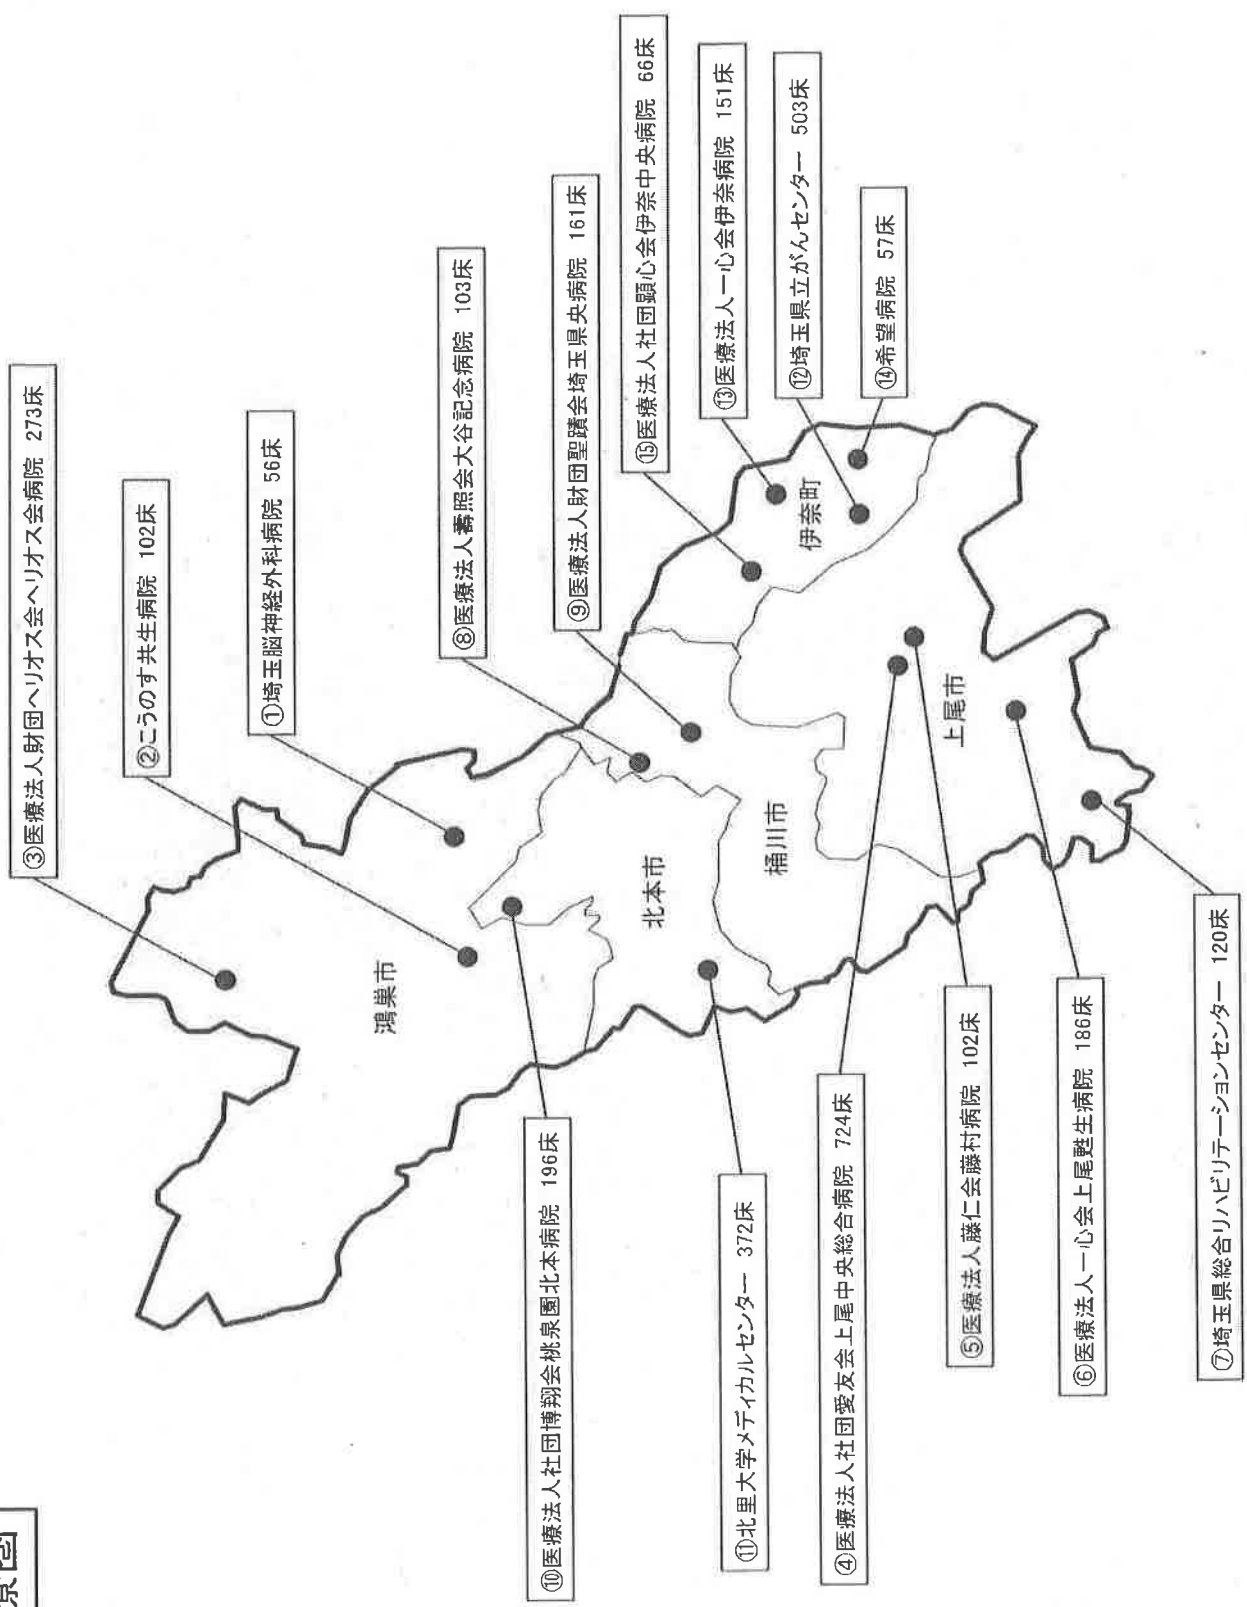 療圏
③医療法人財団ヘリオス会ヘリオス会病院 273床
②こうのす共生病院 102床
①埼玉脳神経外科病院 56床
⑧医療法人蓍照会大谷記念病院 103床
⑨医療法人財団聖蹟会埼玉県央病院 161床
⑮医療法人社団顕心会伊奈中央病院 66床
⑬医療法人一心会伊奈病院 151床
⑫埼玉県立がんセンター 503床
⑭希望病院 57床
鴻巣市
北本市
桶川市
伊奈町
上尾市
⑩医療法人社団博翔会桃泉園北本病院 196床
⑪北里大学メディカルセンター 372床
④医療法人社団愛友会上尾中央総合病院 724床
⑤医療法人藤仁会藤村病院 102床
⑥医療法人一心会上尾甦生病院 186床
⑦埼玉県総合リハビリテーションセンター 120床